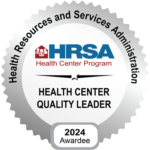 Health Resources and Services Administration
HRSA
Health Center Program
HEALTH CENTER
QUALITY LEADER
2024
Awardee